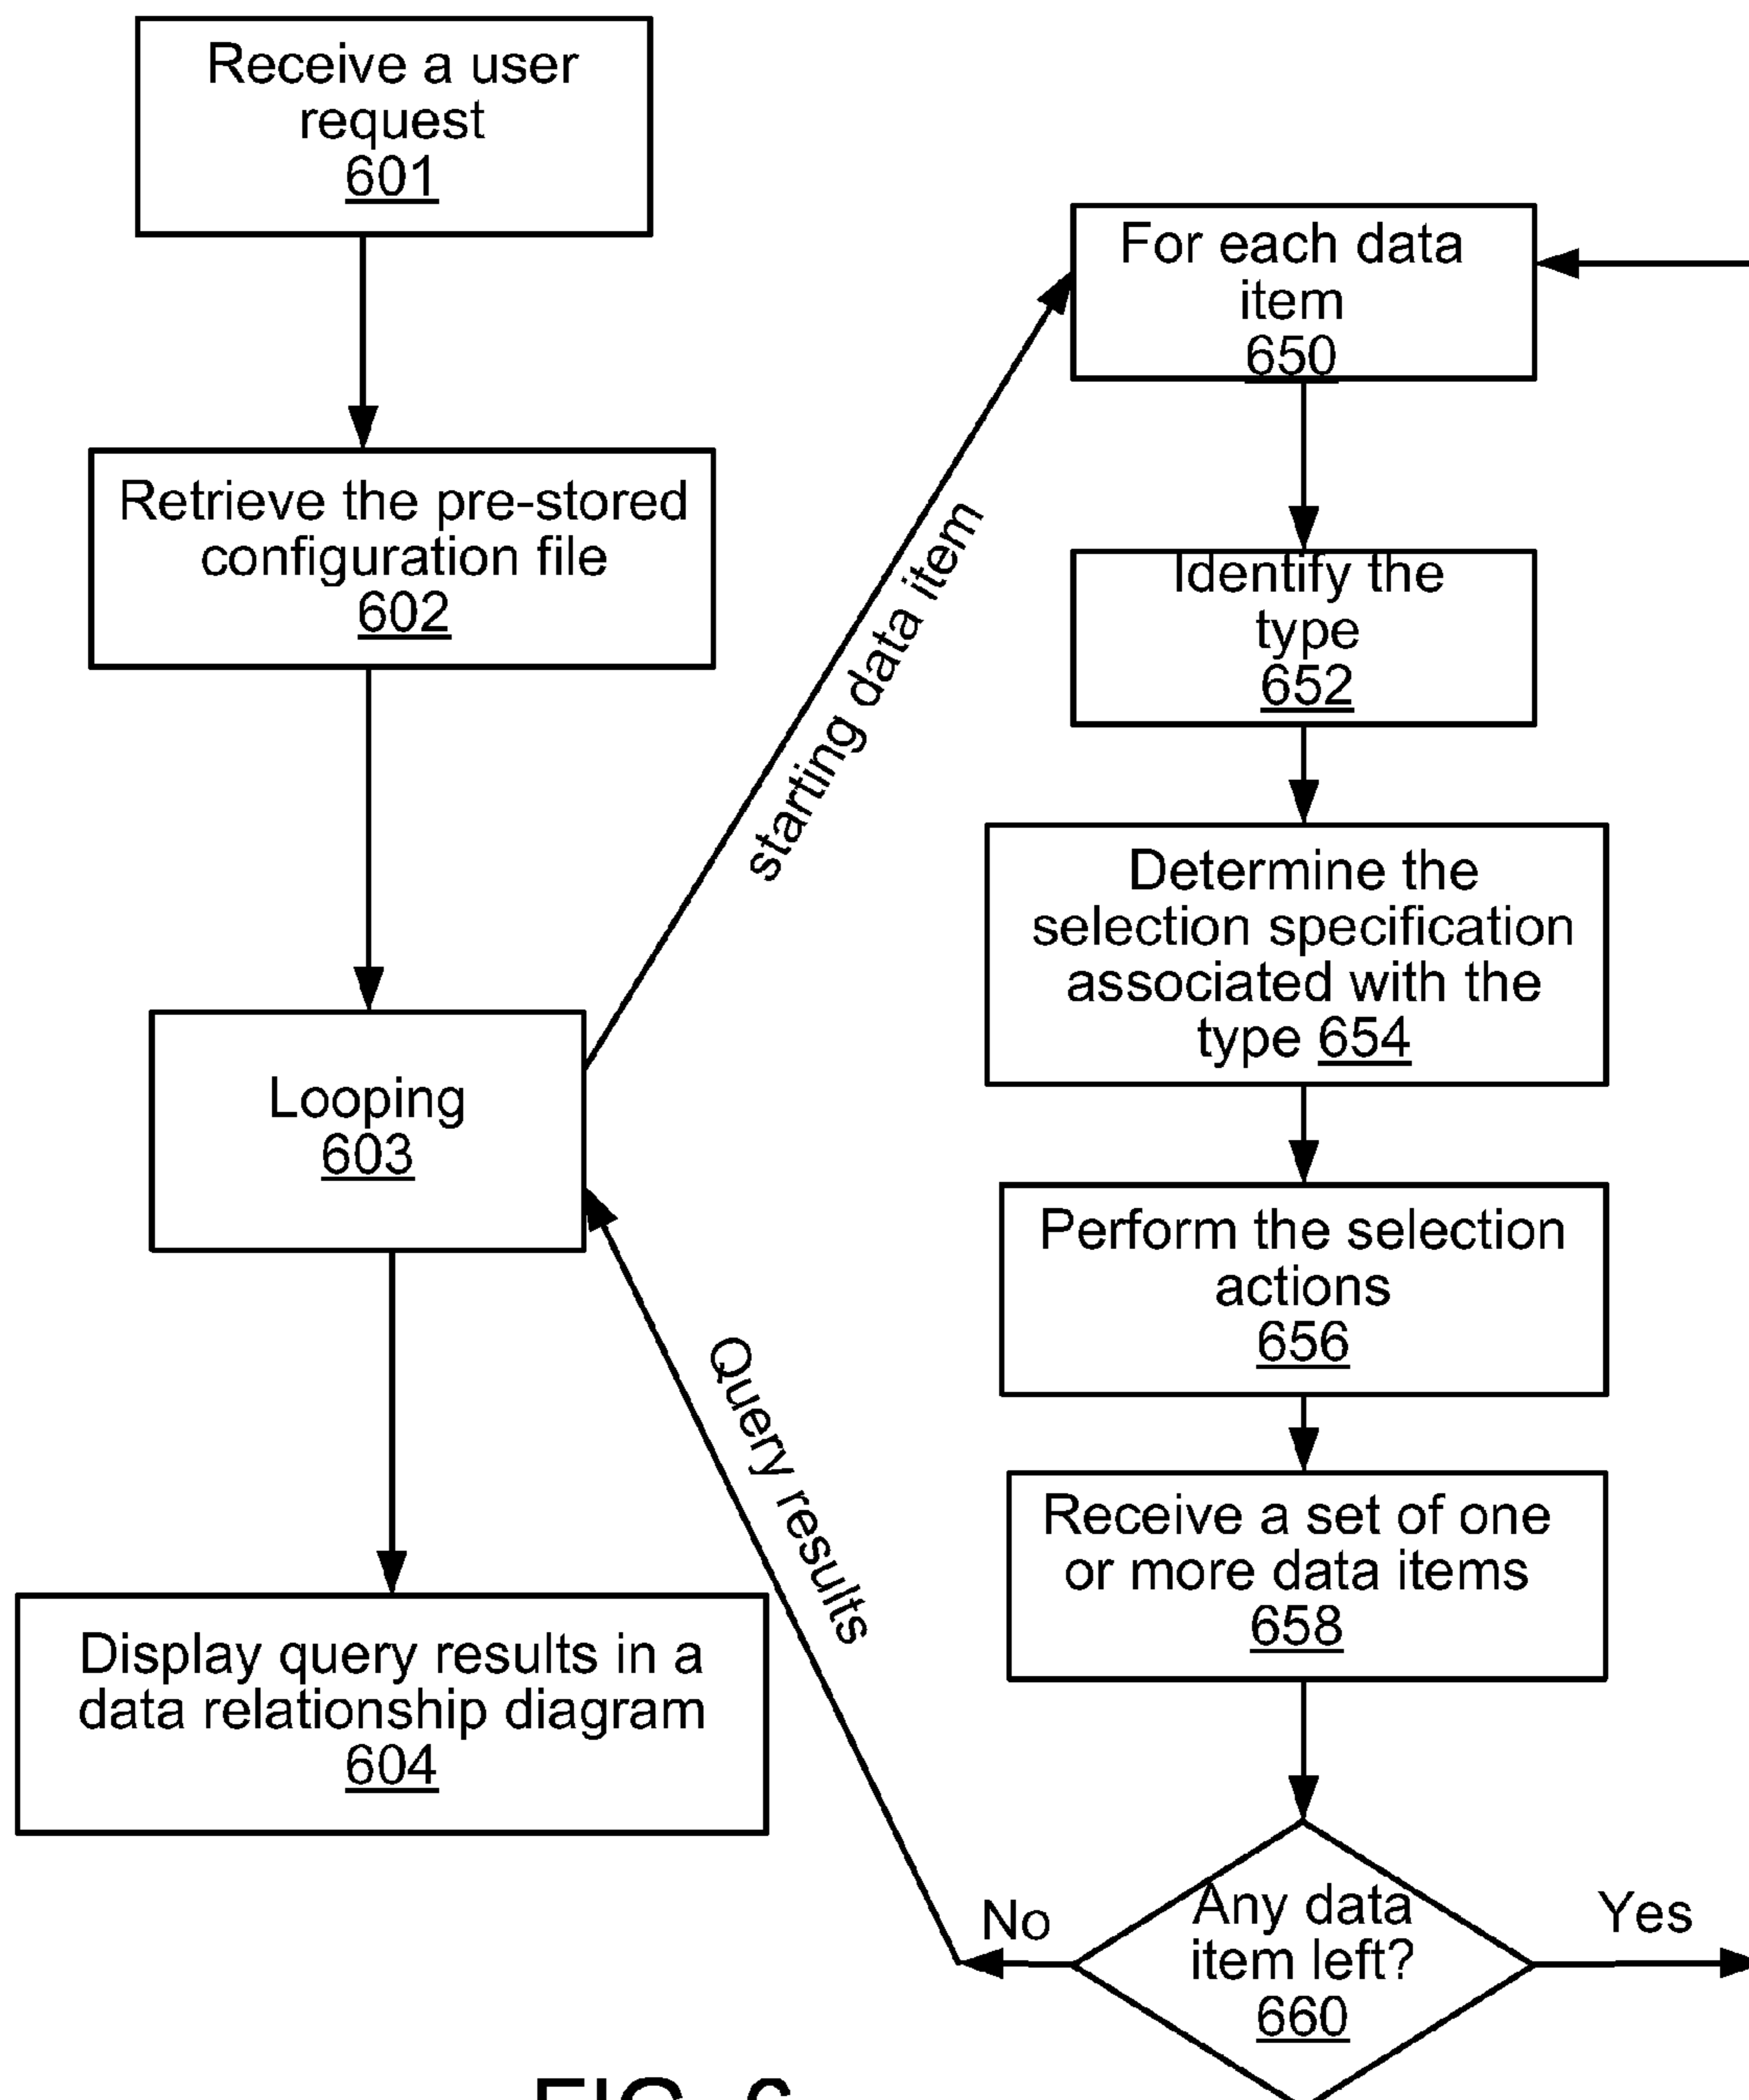 Receive a user
request
601
Retrieve the pre-stored
configuration file
602
Looping
603
Display query results in a
data relationship diagram
604
starting data item
Query results
For each data
item
650
Identify the
type
652
Determine the
selection specification
associated with the
type 654
Perform the selection
actions
656
Receive a set of one
or more data items
658
Any data
item left?
660
No
Yes
FIG. 6